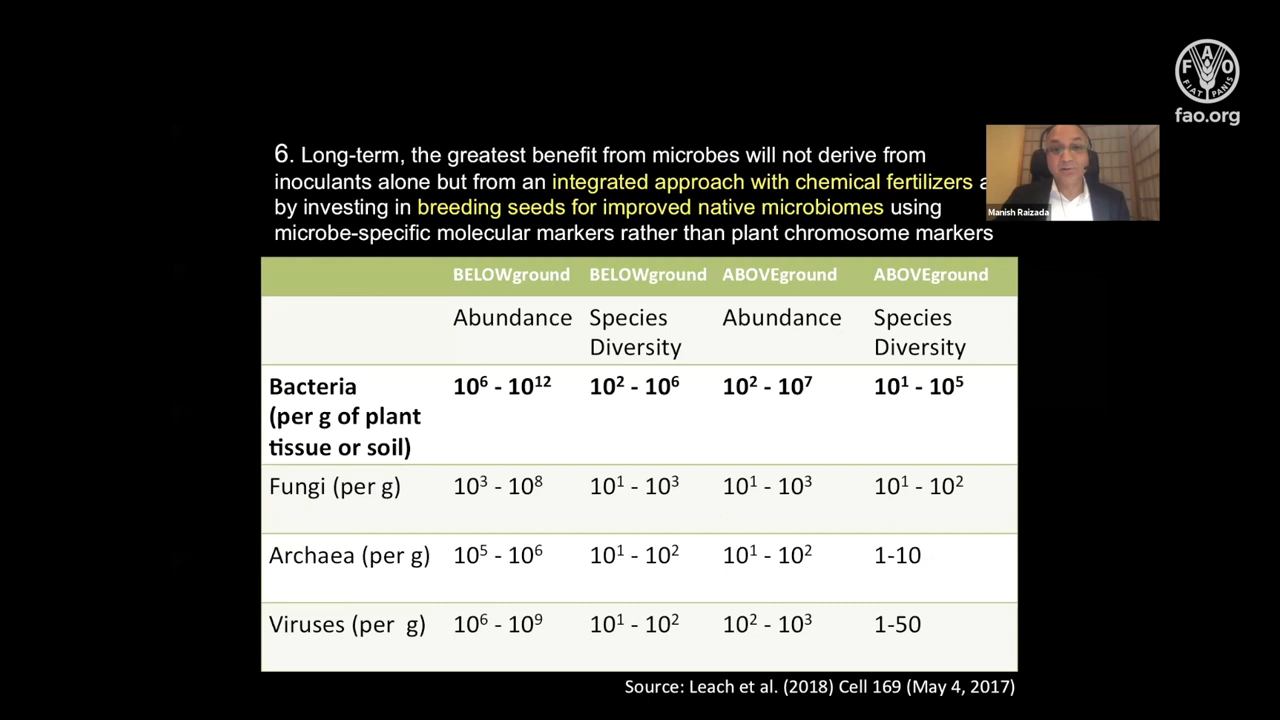 FAO
FIAT PANIS
fao.org
6. Long-term, the greatest benefit from microbes will not derive from
inoculants alone but from an integrated approach with chemical fertilizers
by investing in breeding seeds for improved native microbiomes using
microbe-specific molecular markers rather than plant chromosome markers
Manish Raizada
BELOWground BELOWground ABOVEground ABOVEground
Abundance Species Diversity Abundance Species Diversity
Bacteria (per g of plant tissue or soil) 10⁶ - 10¹² 10² - 10⁶ 10² - 10⁷ 10¹ - 10⁵
Fungi (per g) 10³ - 10⁸ 10¹ - 10³ 10¹ - 10³ 10¹ - 10²
Archaea (per g) 10⁵ - 10⁶ 10¹ - 10² 10¹ - 10² 1-10
Viruses (per g) 10⁶ - 10⁹ 10¹ - 10² 10² - 10³ 1-50
Source: Leach et al. (2018) Cell 169 (May 4, 2017)